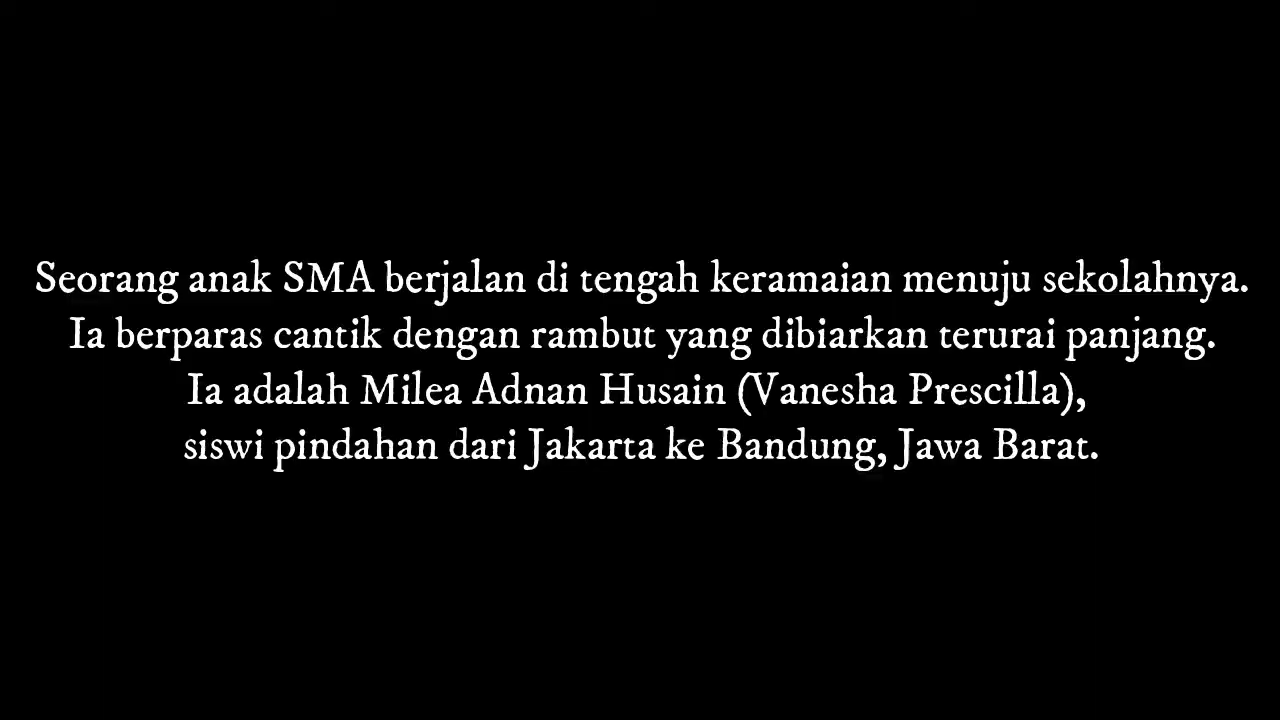 Seorang anak SMA berjalan di tengah keramaian menuju sekolahnya.
Ia berparas cantik dengan rambut yang dibiarkan terurai panjang.
Ia adalah Milea Adnan Husain (Vanesha Prescilla),
siswi pindahan dari Jakarta ke Bandung, Jawa Barat.